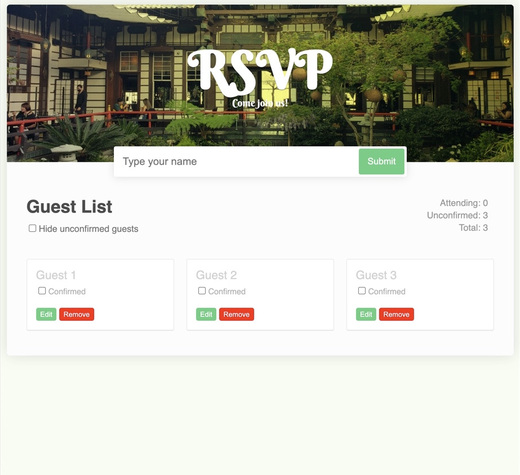 RSVP
Come join us!
Type your name
Submit
Guest List
Hide unconfirmed guests
Attending: 0
Unconfirmed: 3
Total: 3
Guest 1
Confirmed
Edit Remove
Guest 2
Confirmed
Edit Remove
Guest 3
Confirmed
Edit Remove